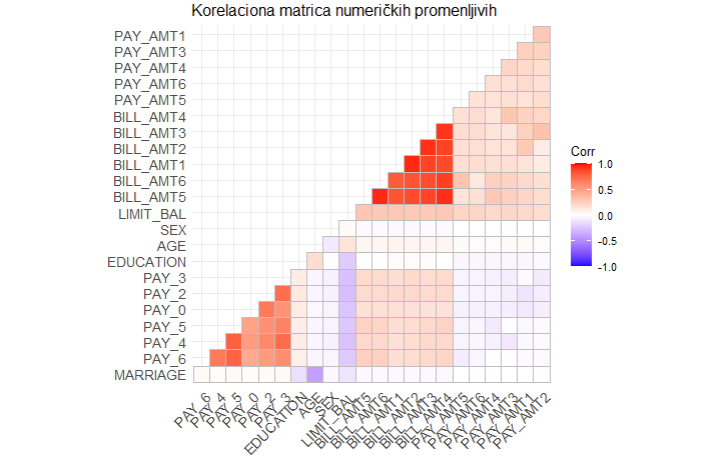 Korelaciona matrica numeričkih promenljivih
PAY_AMT1
PAY_AMT3
PAY_AMT4
PAY_AMT6
PAY_AMT5
BILL_AMT4
BILL_AMT3
BILL_AMT2
BILL_AMT1
BILL_AMT6
BILL_AMT5
LIMIT_BAL
SEX
AGE
EDUCATION
PAY_3
PAY_2
PAY_0
PAY_5
PAY_4
PAY_6
MARRIAGE
PAY_6
PAY_4
PAY_5
PAY_0
PAY_2
PAY_3
EDUCATION
AGE
SEX
LIMIT_BAL
BILL_AMT5
BILL_AMT6
BILL_AMT1
BILL_AMT2
BILL_AMT3
BILL_AMT4
PAY_AMT5
PAY_AMT6
PAY_AMT4
PAY_AMT3
PAY_AMT1
PAY_AMT2
Corr
1.0
0.5
0.0
-0.5
-1.0